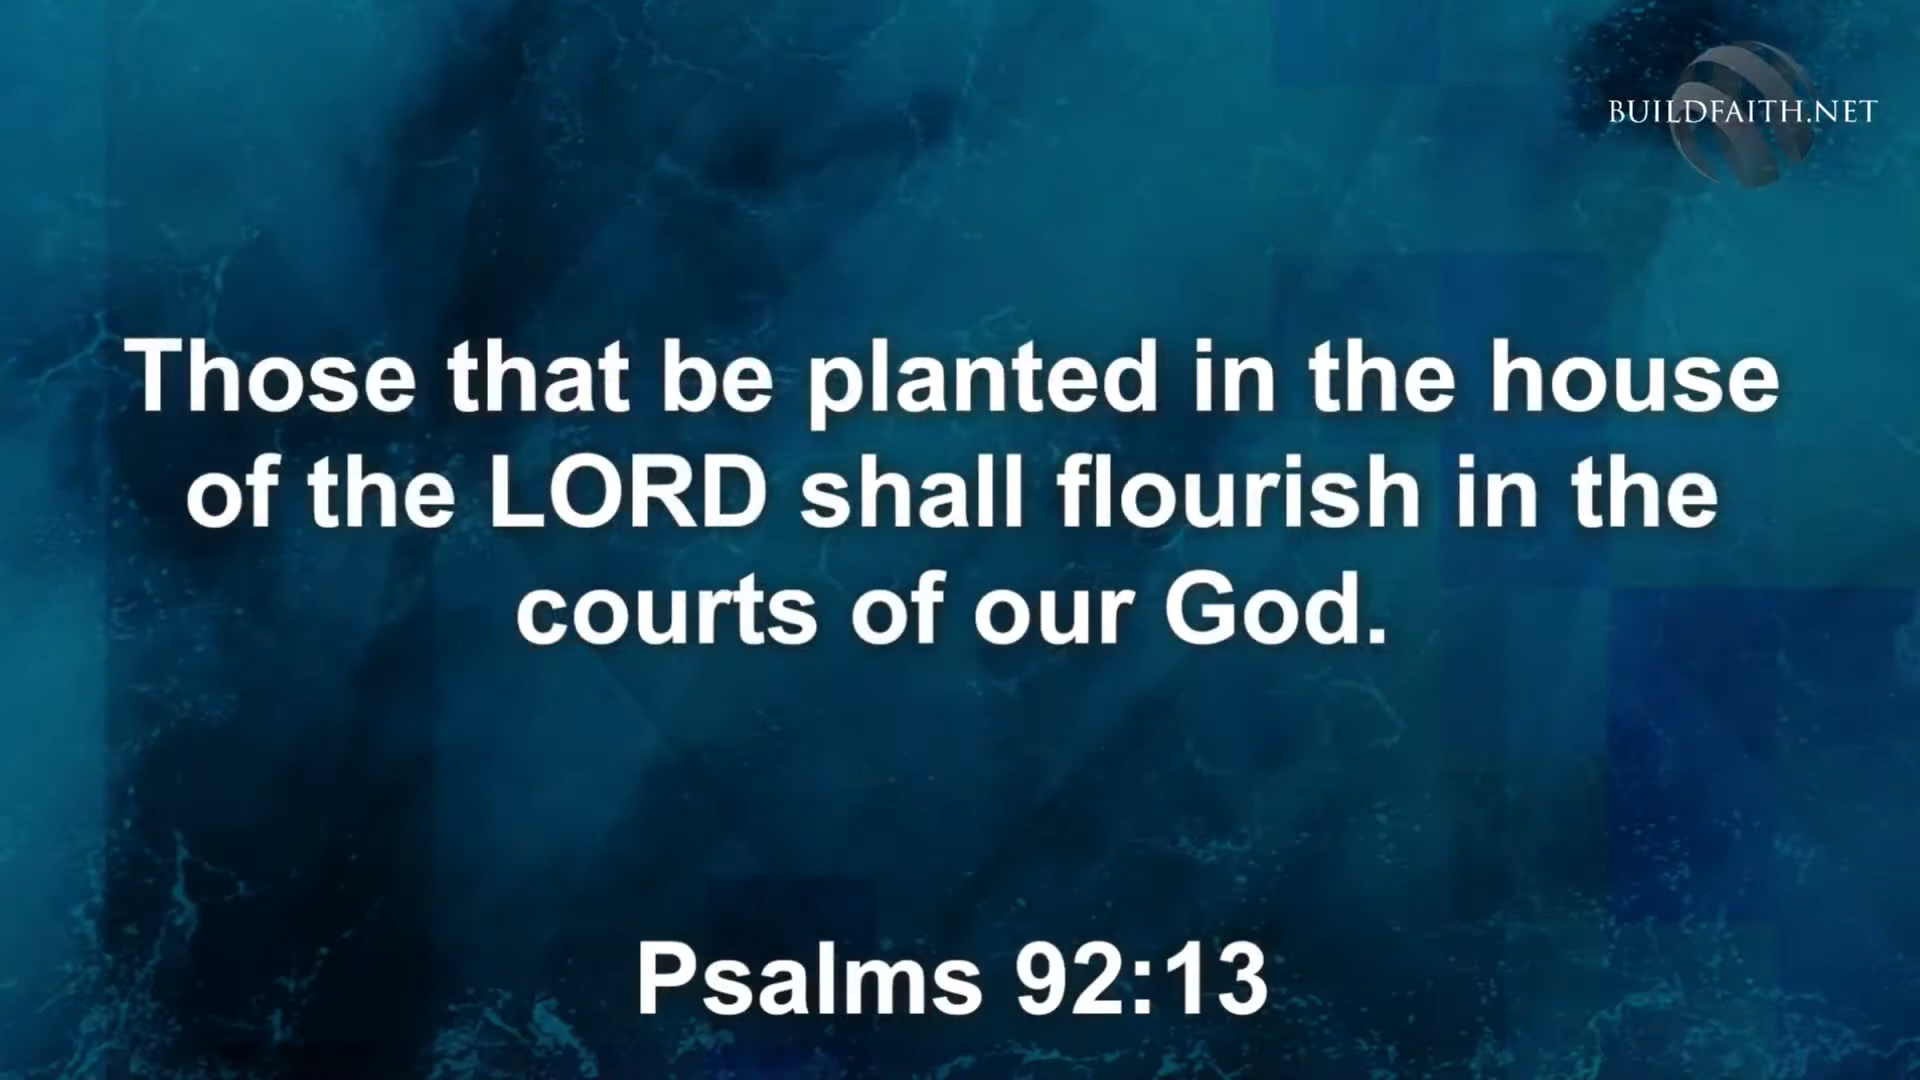 BUILDFAITH.NET
Those that be planted in the house
of the LORD shall flourish in the
courts of our God.
Psalms 92:13